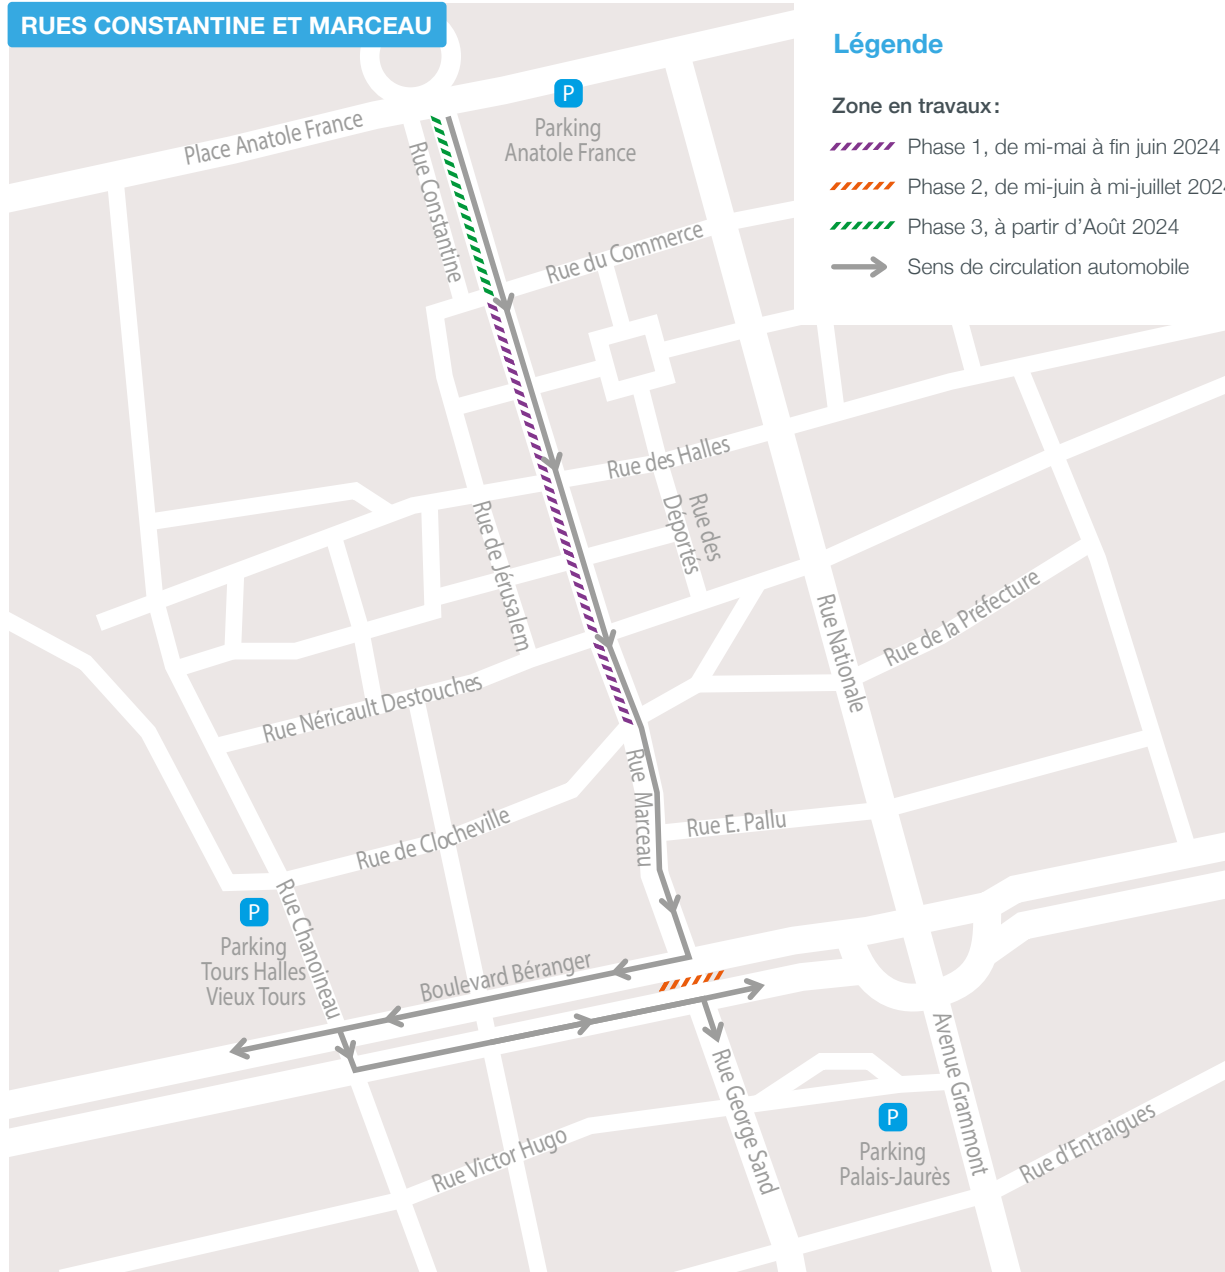 RUES CONSTANTINE ET MARCEAU
Légende
Zone en travaux :
Phase 1, de mi-mai à fin juin 2024
Phase 2, de mi-juin à mi-juillet 2024
Phase 3, à partir d'Août 2024
Sens de circulation automobile
P
Parking
Anatole France
Place Anatole France
Rue Constantine
Rue du Commerce
Rue des Halles
Rue des
Déportés
Rue de Jérusalem
Rue Nationale
Rue de la Préfecture
Rue Néricault Destouches
Rue Marceau
Rue E. Pallu
Rue de Clocheville
Rue Chanoineau
P
Parking
Tours Halles
Vieux Tours
Boulevard Béranger
Avenue Grammont
Rue George Sand
Rue Victor Hugo
P
Parking
Palais-Jaurès
Rue d'Entraigues